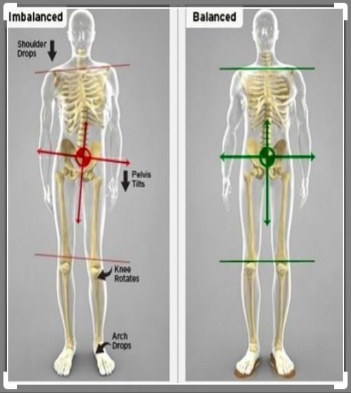 Imbalanced
Shoulder
Drops
Pelvis
Tilts
Knee
Rotates
Arch
Drops
Balanced